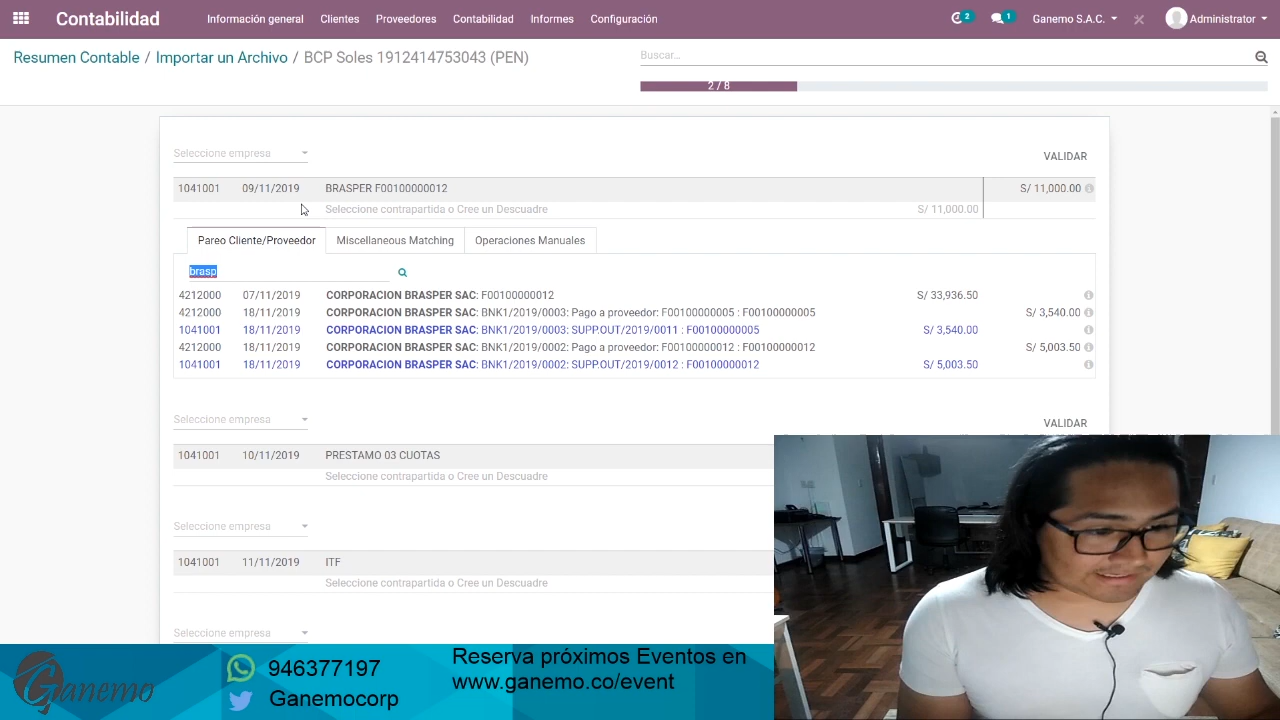 Contabilidad Información general Clientes Proveedores Contabilidad Informes Configuración 2 1 Ganemo S.A.C. Administrator
Resumen Contable / Importar un Archivo / BCP Soles 1912414753043 (PEN) Buscar...
2 / 8
Seleccione empresa VALIDAR
1041001 09/11/2019 BRASPER F00100000012 S/ 11,000.00
Seleccione contrapartida o Cree un Descuadre S/ 11,000.00
Pareo Cliente/Proveedor Miscellaneous Matching Operaciones Manuales
brasp
4212000 07/11/2019 CORPORACION BRASPER SAC: F00100000012 S/ 33,936.50
4212000 18/11/2019 CORPORACION BRASPER SAC: BNK1/2019/0003: Pago a proveedor: F00100000005 : F00100000005 S/ 3,540.00
1041001 18/11/2019 CORPORACION BRASPER SAC: BNK1/2019/0003: SUPP.OUT/2019/0011 : F00100000005 S/ 3,540.00
4212000 18/11/2019 CORPORACION BRASPER SAC: BNK1/2019/0002: Pago a proveedor: F00100000012 : F00100000012 S/ 5,003.50
1041001 18/11/2019 CORPORACION BRASPER SAC: BNK1/2019/0002: SUPP.OUT/2019/0012 : F00100000012 S/ 5,003.50
Seleccione empresa VALIDAR
1041001 10/11/2019 PRESTAMO 03 CUOTAS
Seleccione contrapartida o Cree un Descuadre
Seleccione empresa
1041001 11/11/2019 ITF
Seleccione contrapartida o Cree un Descuadre
Seleccione empresa
Ganemo
946377197
Ganemocorp
Reserva próximos Eventos en
www.ganemo.co/event